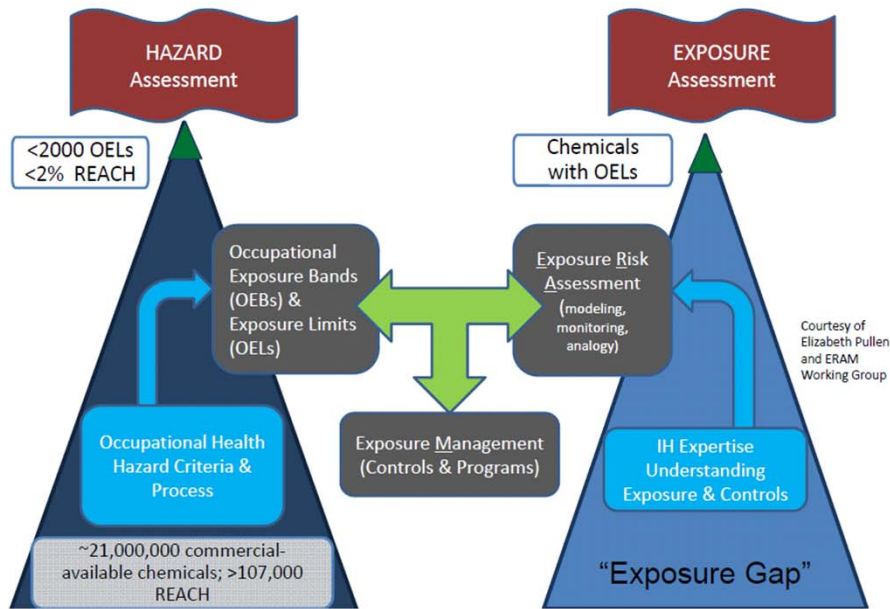 HAZARD
Assessment
EXPOSURE
Assessment
<2000 OELs
<2% REACH
Chemicals
with OELs
Occupational
Exposure Bands
(OEBs) &
Exposure Limits
(OELs)
Exposure Risk
Assessment
(modeling,
monitoring,
analogy)
Courtesy of
Elizabeth Pullen
and ERAM
Working Group
Occupational Health
Hazard Criteria &
Process
Exposure Management
(Controls & Programs)
IH Expertise
Understanding
Exposure & Controls
~21,000,000 commercial-
available chemicals; >107,000
REACH
“Exposure Gap”